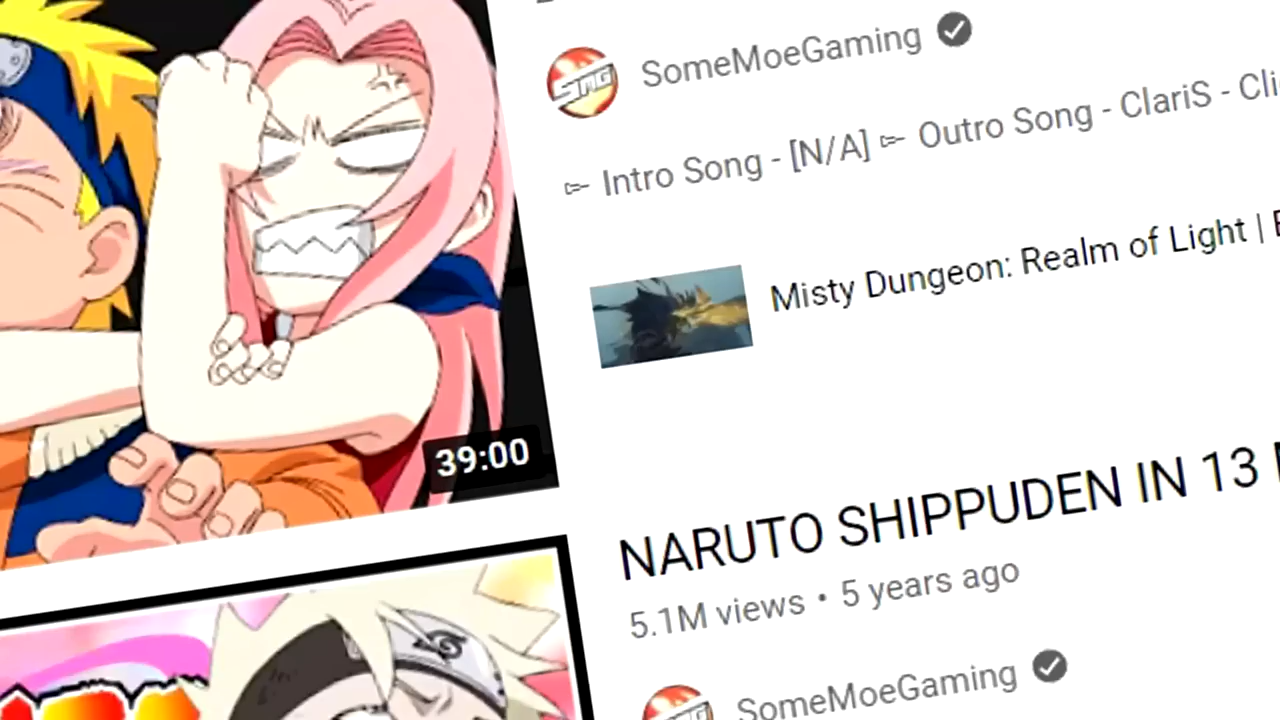 SomeMoeGaming
SMG
Intro Song - [N/A] ⌲ Outro Song - ClariS - Cli
Misty Dungeon: Realm of Light |
39:00
NARUTO SHIPPUDEN IN 13
5.1M views • 5 years ago
SomeMoeGaming